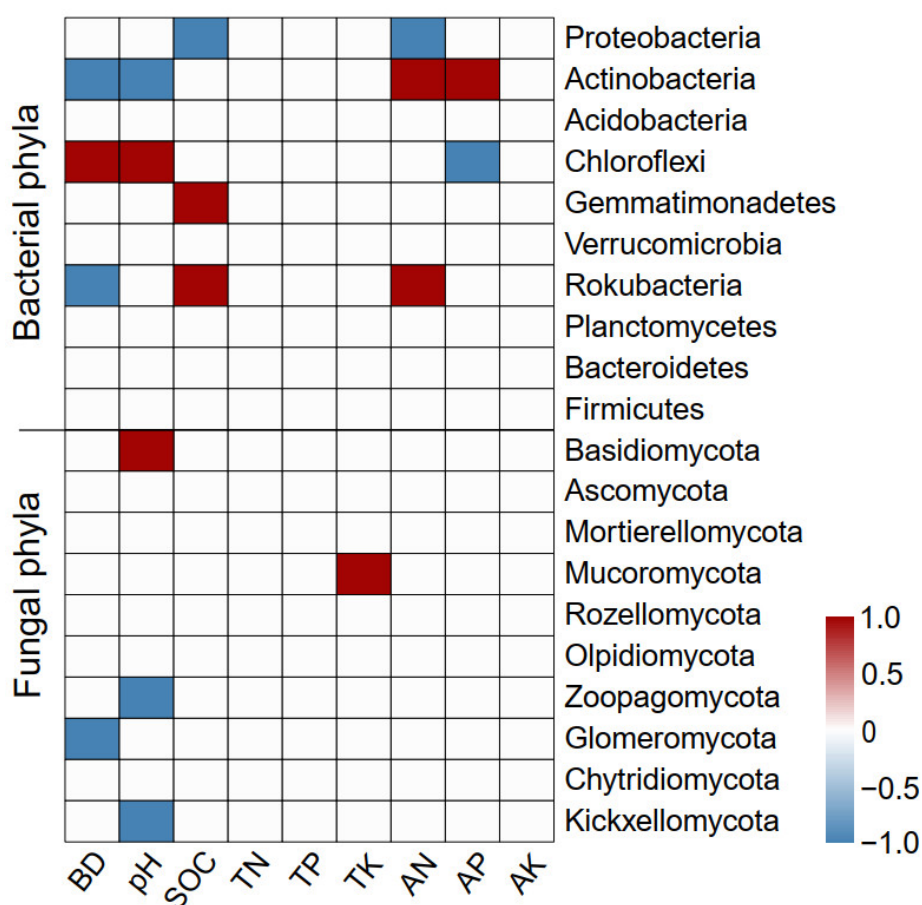 Bacterial phyla
Fungal phyla
Proteobacteria
Actinobacteria
Acidobacteria
Chloroflexi
Gemmatimonadetes
Verrucomicrobia
Rokubacteria
Planctomycetes
Bacteroidetes
Firmicutes
Basidiomycota
Ascomycota
Mortierellomycota
Mucoromycota
Rozellomycota
Olpidiomycota
Zoopagomycota
Glomeromycota
Chytridiomycota
Kickxellomycota
1.0
0.5
0
−0.5
−1.0
BD pH SOC TN TP TK AN AP AK